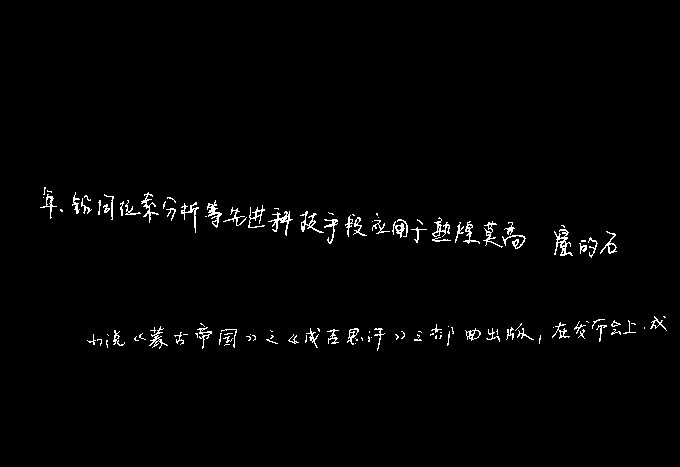 年、铅同位素分析等先进科技手段应用于敦煌莫高窟的石
小说《蒙古帝国》之《成吉思汗》三部曲出版，在发布会上，成